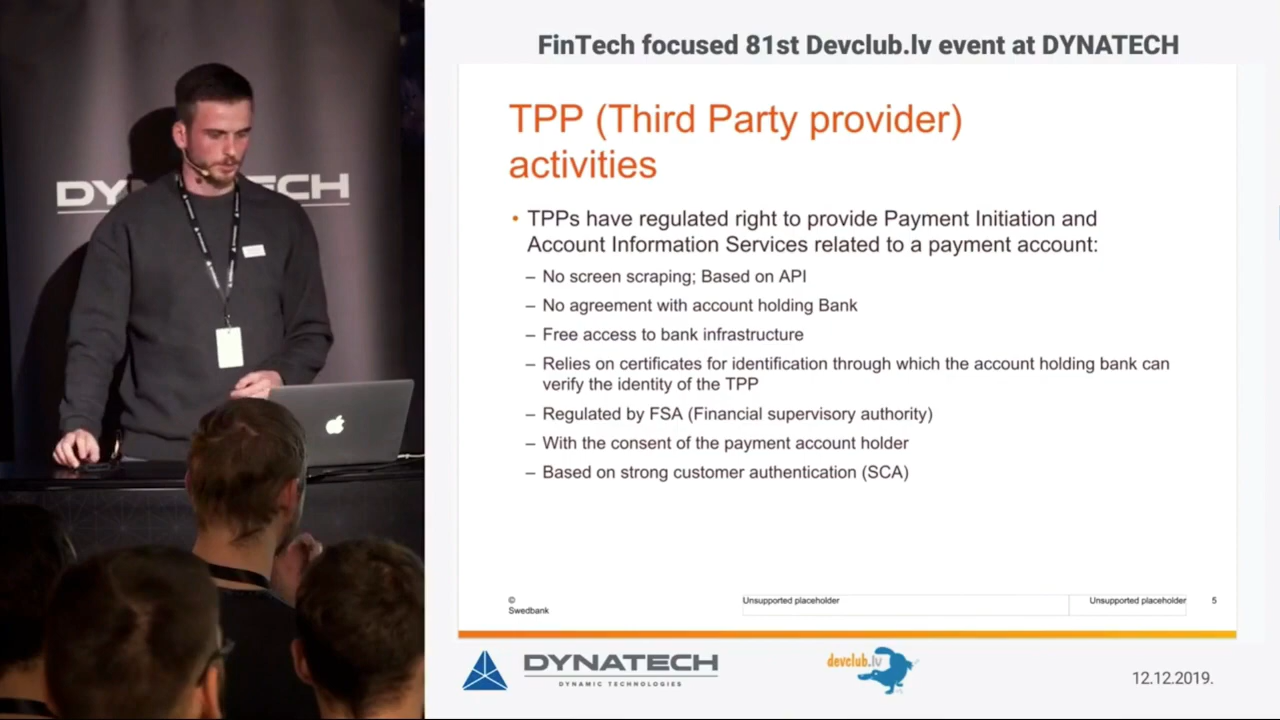 FinTech focused 81st Devclub.lv event at DYNATECH
TPP (Third Party provider)
activities
• TPPs have regulated right to provide Payment Initiation and
Account Information Services related to a payment account:
– No screen scraping; Based on API
– No agreement with account holding Bank
– Free access to bank infrastructure
– Relies on certificates for identification through which the account holding bank can
verify the identity of the TPP
– Regulated by FSA (Financial supervisory authority)
– With the consent of the payment account holder
– Based on strong customer authentication (SCA)
©
Swedbank
Unsupported placeholder
Unsupported placeholder
5
DYNATECH
DYNAMIC TECHNOLOGIES
devclub.lv
12.12.2019.